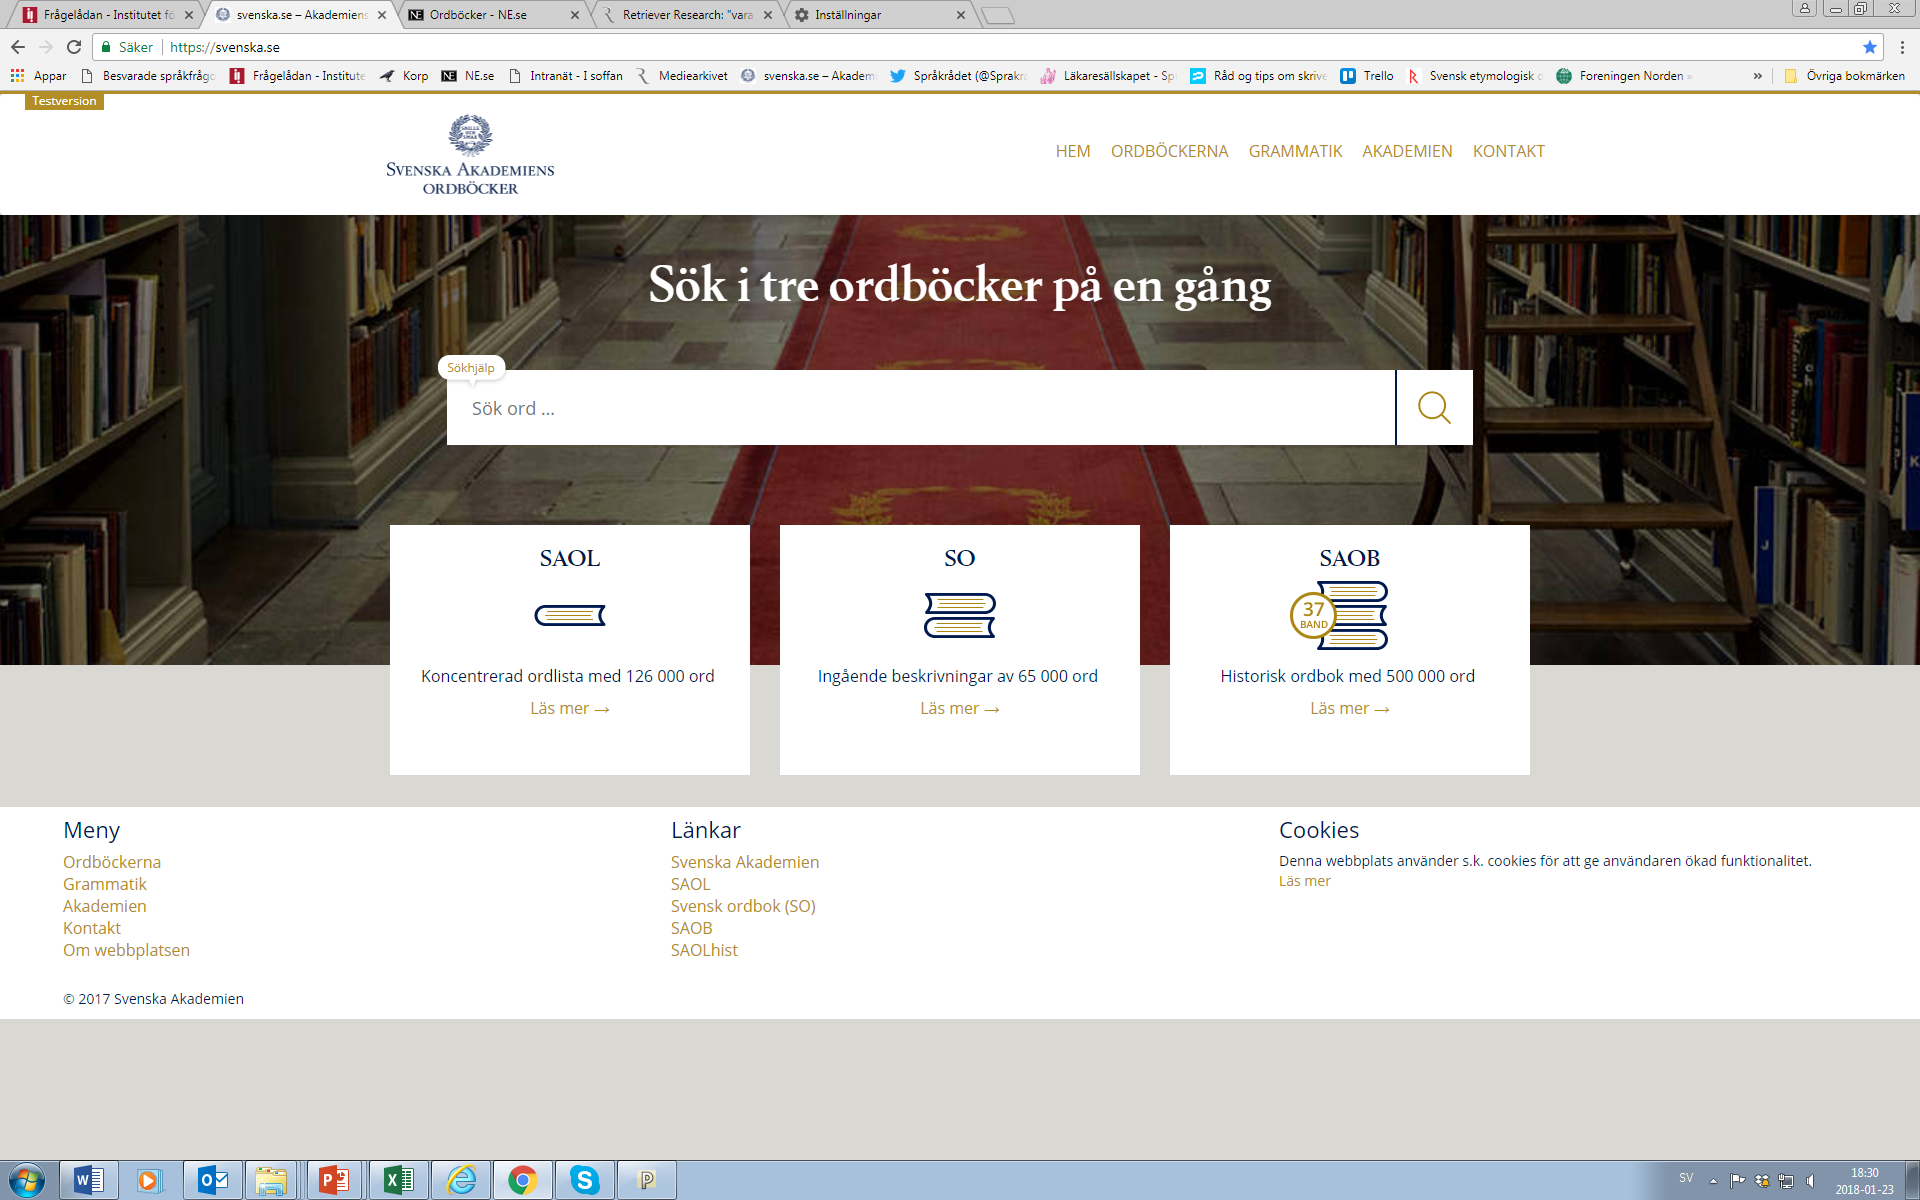 Frågelådan - Institutet fö
svenska.se – Akademiens
Ordböcker - NE.se
Retriever Research: "vara
Inställningar
Säker
https://svenska.se
Appar
Besvarade språkfrågo
Frågelådan - Institute
Korp
NE.se
Intranät - I soffan
Mediearkivet
svenska.se – Akadem
Språkrådet (@Sprakra
Läkaresällskapet - Sp
Råd og tips om skrive
Trello
Svensk etymologisk o
Foreningen Norden »
»
Övriga bokmärken
Testversion
SNILLE
OCH
SMAK
SVENSKA AKADEMIENS
ORDBÖCKER
HEM
ORDBÖCKERNA
GRAMMATIK
AKADEMIEN
KONTAKT
Sök i tre ordböcker på en gång
Sökhjälp
Sök ord ...
SAOL
Koncentrerad ordlista med 126 000 ord
Läs mer →
SO
Ingående beskrivningar av 65 000 ord
Läs mer →
SAOB
37
BAND
Historisk ordbok med 500 000 ord
Läs mer →
Meny
Ordböckerna
Grammatik
Akademien
Kontakt
Om webbplatsen
Länkar
Svenska Akademien
SAOL
Svensk ordbok (SO)
SAOB
SAOLhist
Cookies
Denna webbplats använder s.k. cookies för att ge användaren ökad funktionalitet.
Läs mer
© 2017 Svenska Akademien
SV
18:30
2018-01-23